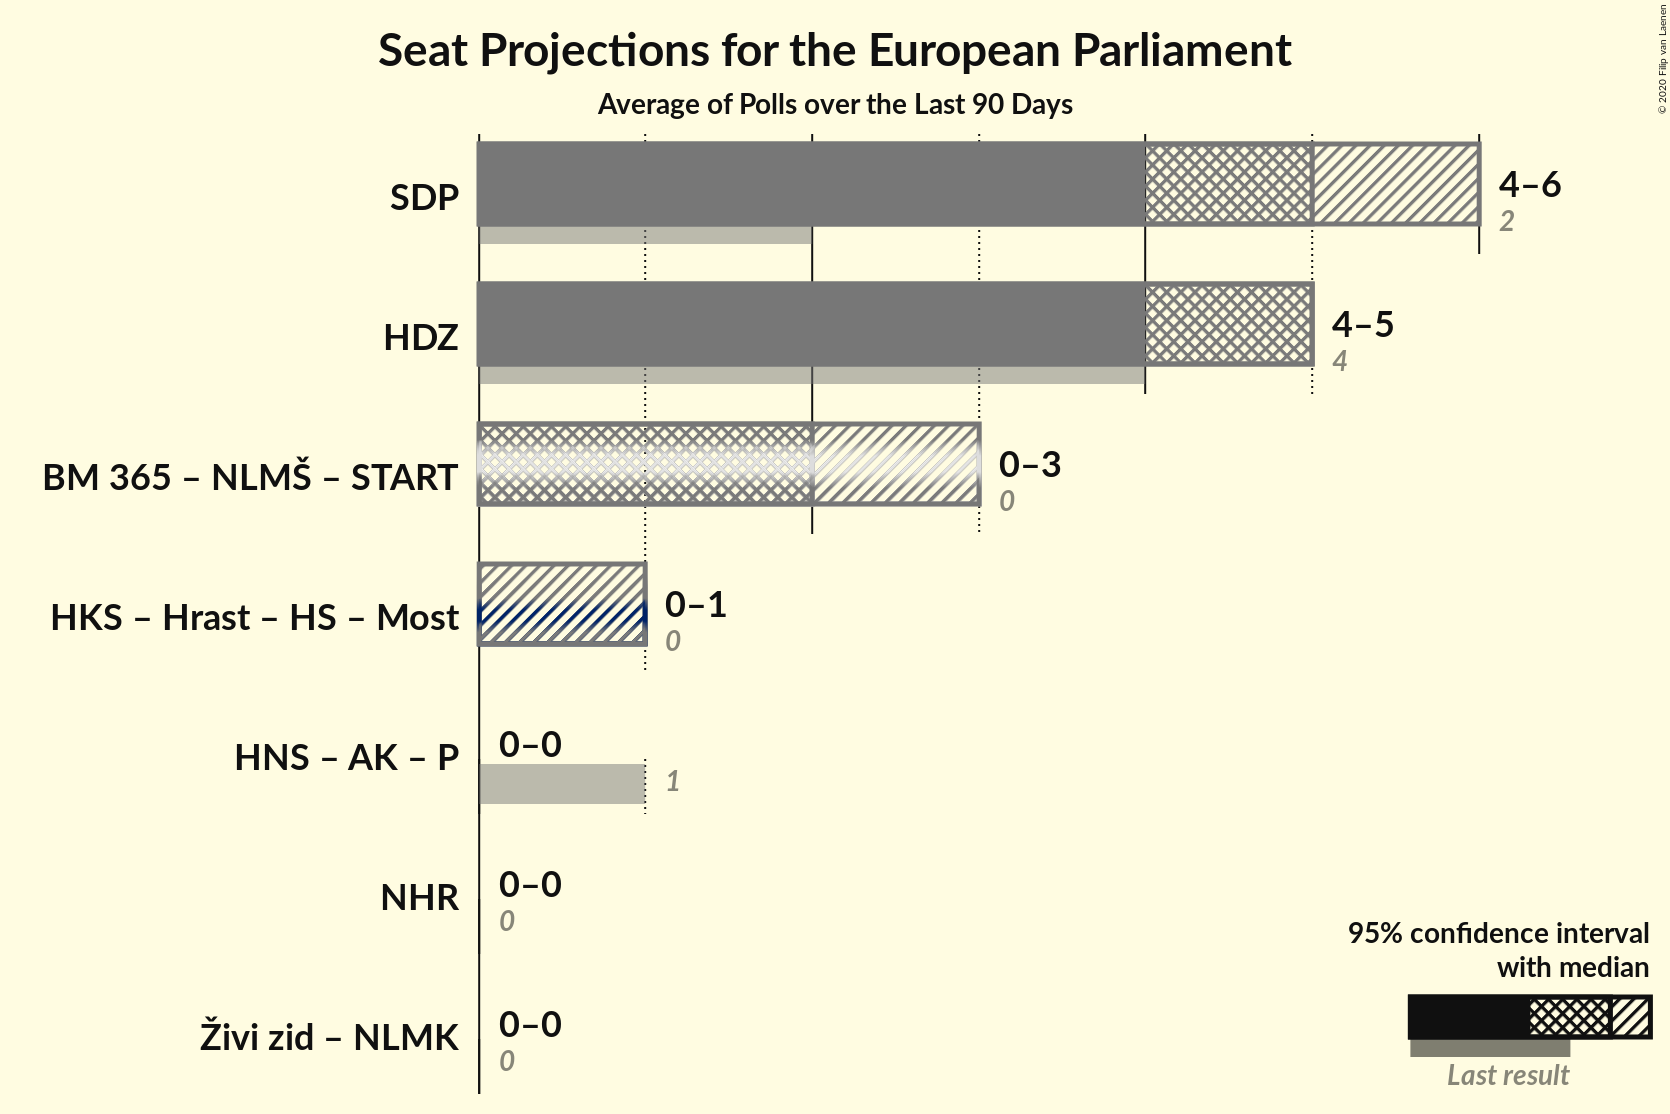 Seat Projections for the European Parliament
Average of Polls over the Last 90 Days
SDP
4–6
2
HDZ
4–5
4
BM 365 – NLMŠ – START
0–3
0
HKS – Hrast – HS – Most
0–1
0
HNS – AK – P
0–0
1
NHR
0–0
0
Živi zid – NLMK
0–0
0
95% confidence interval
with median
Last result
© 2020 Filip van Laenen